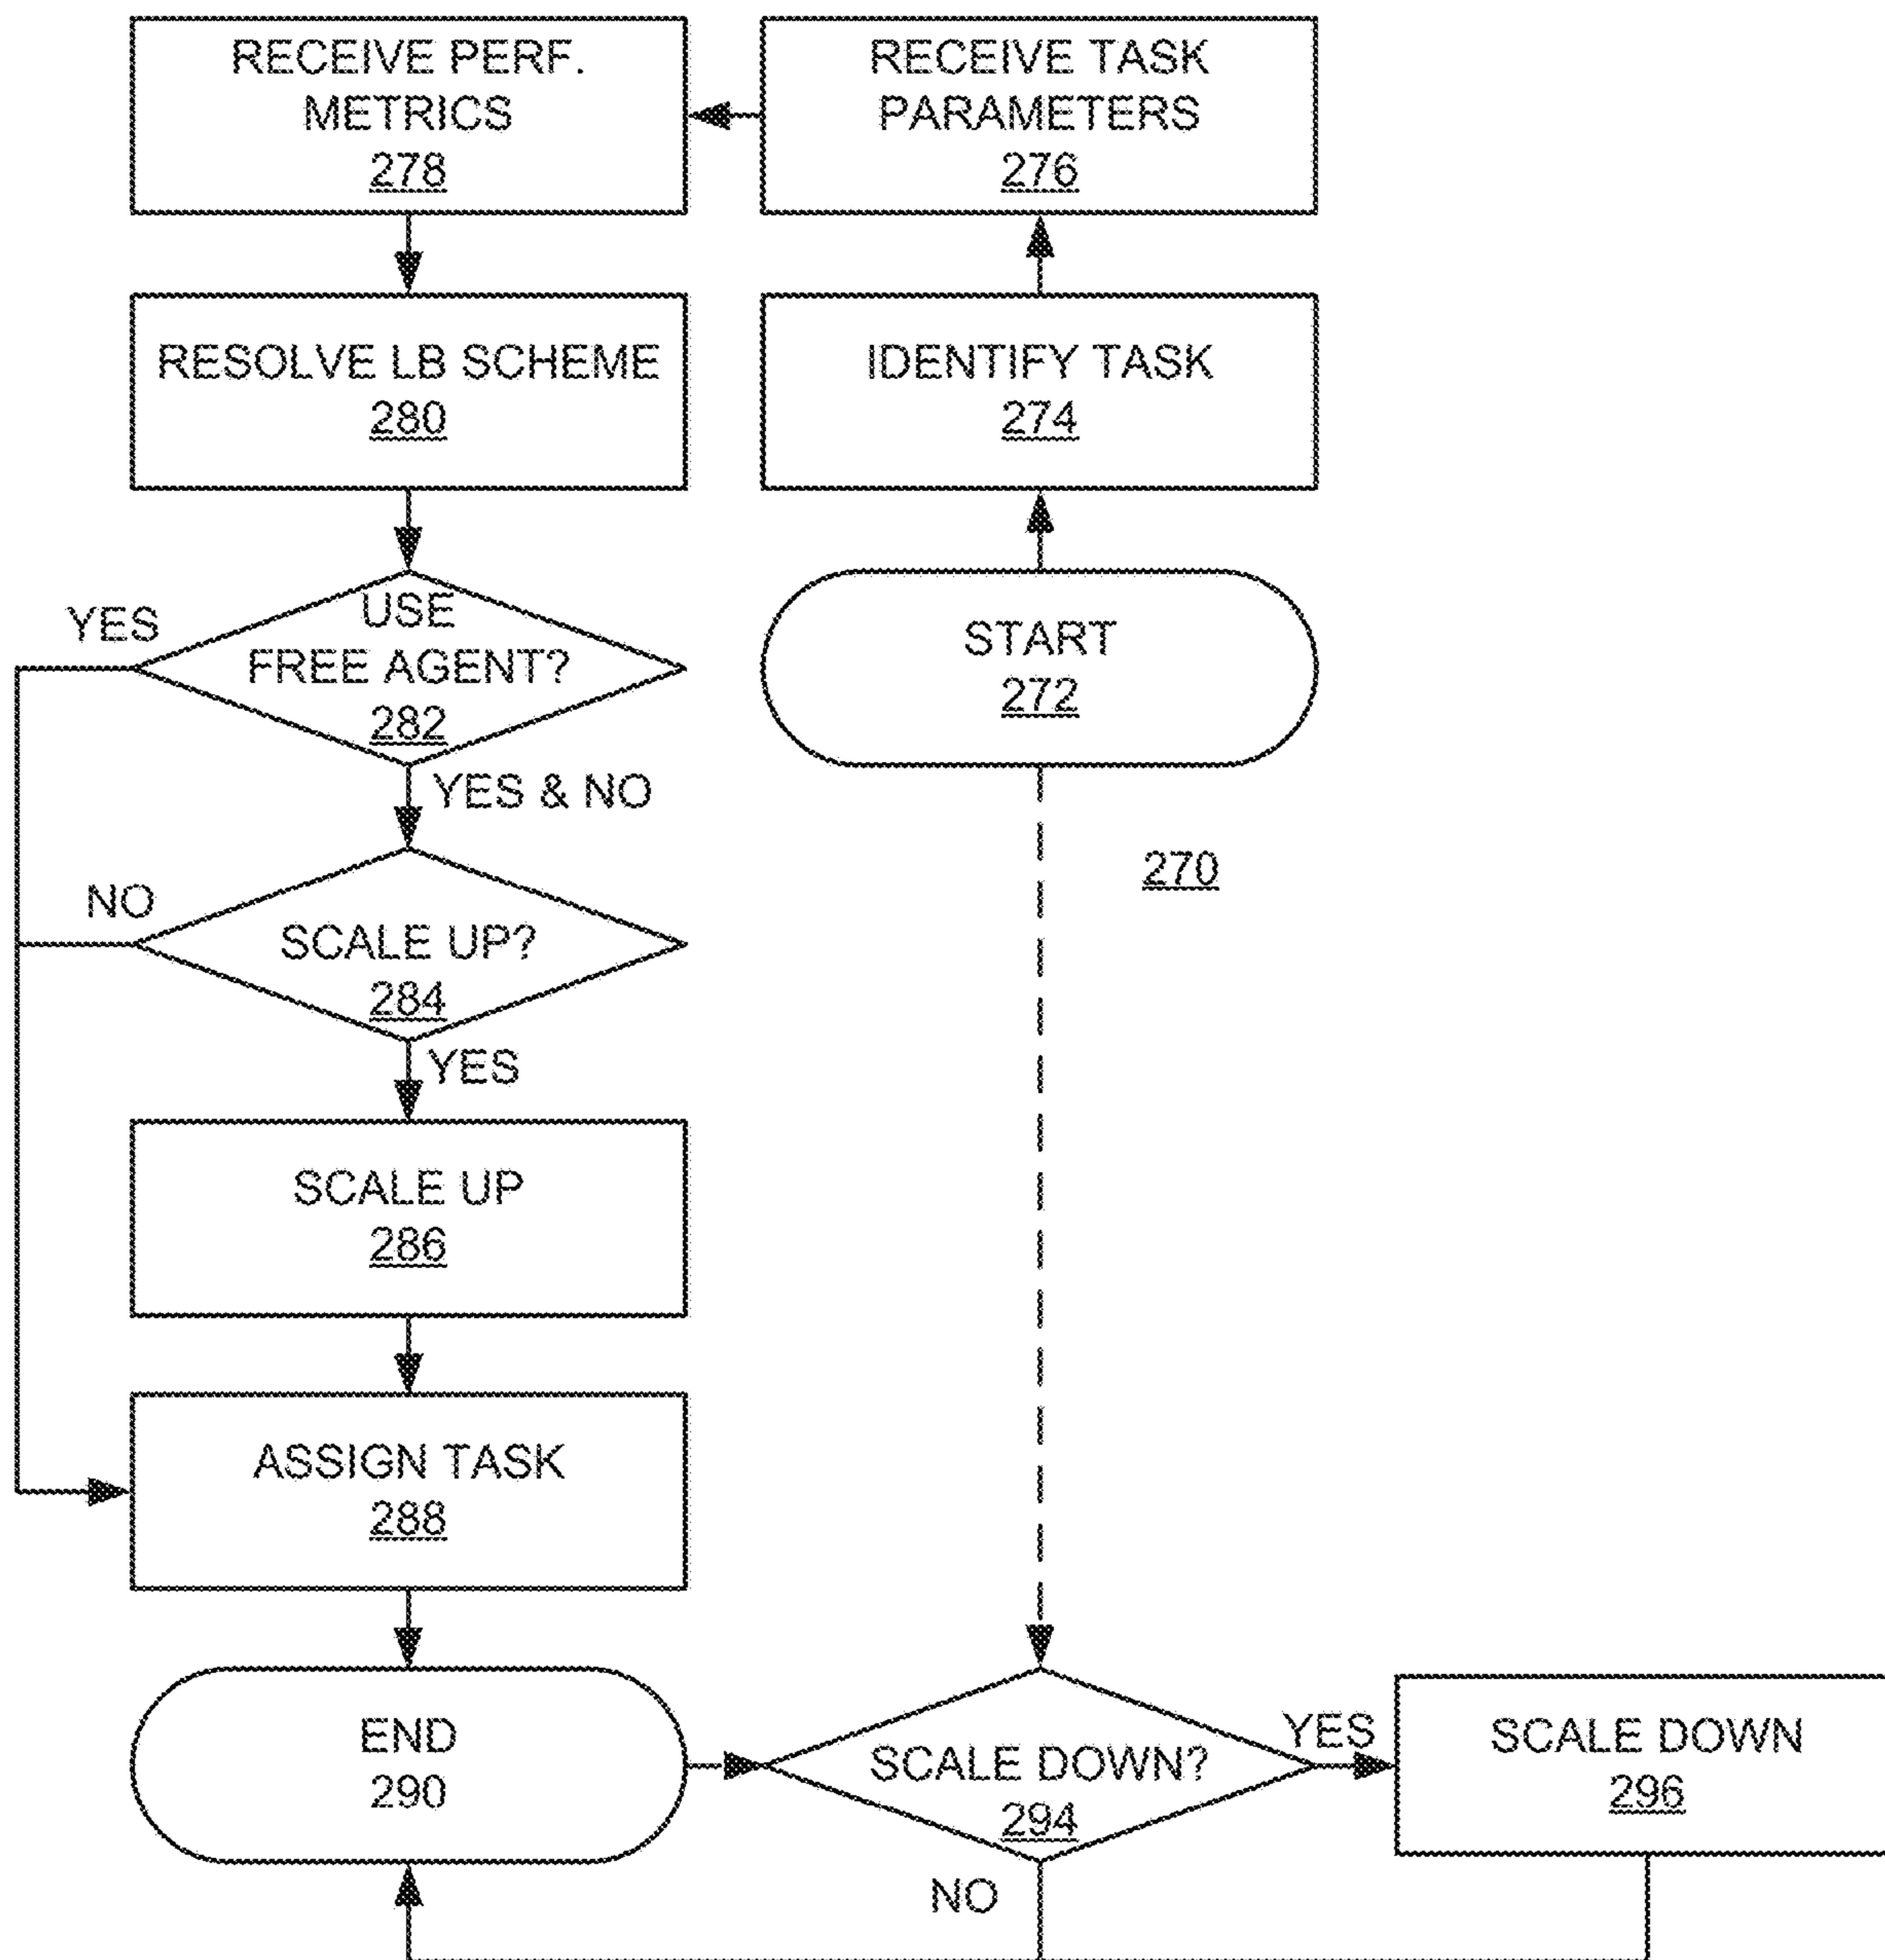 RECEIVE PERF.
METRICS
278
RECEIVE TASK
PARAMETERS
276
RESOLVE LB SCHEME
280
IDENTIFY TASK
274
YES
USE
FREE AGENT?
282
START
272
YES & NO
270
NO
SCALE UP?
284
YES
SCALE UP
286
ASSIGN TASK
288
END
290
SCALE DOWN?
294
YES
SCALE DOWN
296
NO